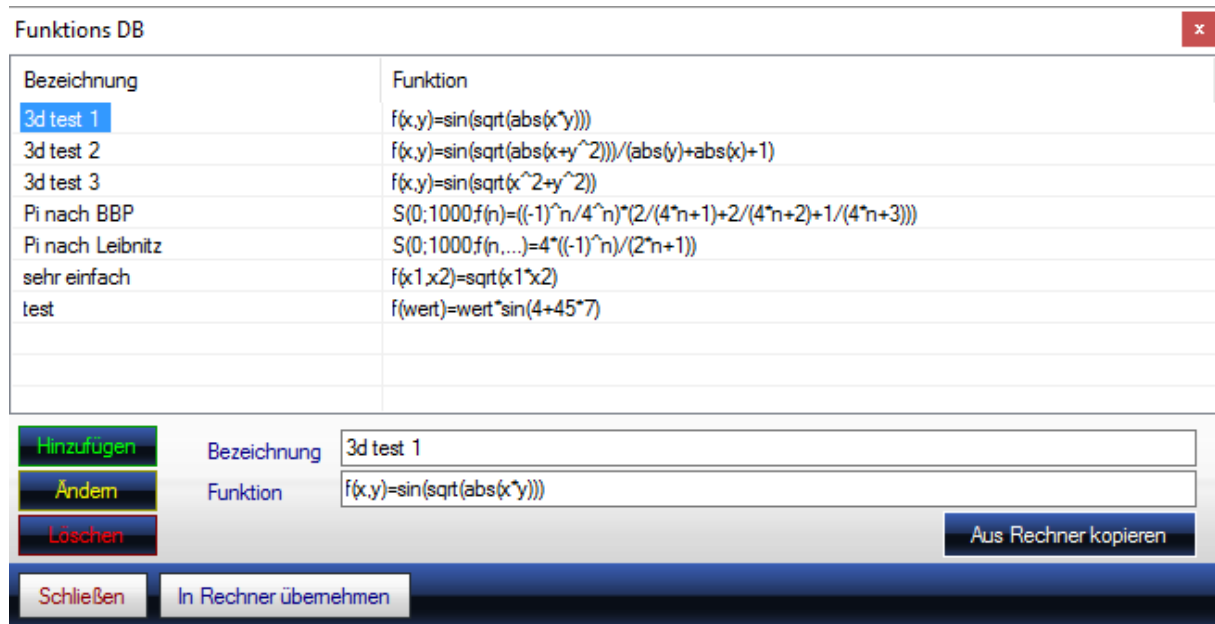 Funktions DB
x
Bezeichnung Funktion
3d test 1 f(x,y)=sin(sqrt(abs(x*y)))
3d test 2 f(x,y)=sin(sqrt(abs(x+y^2)))/(abs(y)+abs(x)+1)
3d test 3 f(x,y)=sin(sqrt(x^2+y^2))
Pi nach BBP S(0;1000;f(n)=((-1)^n/4^n)*(2/(4*n+1)+2/(4*n+2)+1/(4*n+3)))
Pi nach Leibnitz S(0;1000;f(n,...)=4*((-1)^n)/(2*n+1))
sehr einfach f(x1,x2)=sqrt(x1*x2)
test f(wert)=wert*sin(4+45*7)
Hinzufügen Bezeichnung 3d test 1
Ändern Funktion f(x,y)=sin(sqrt(abs(x*y)))
Löschen Aus Rechner kopieren
Schließen In Rechner übernehmen